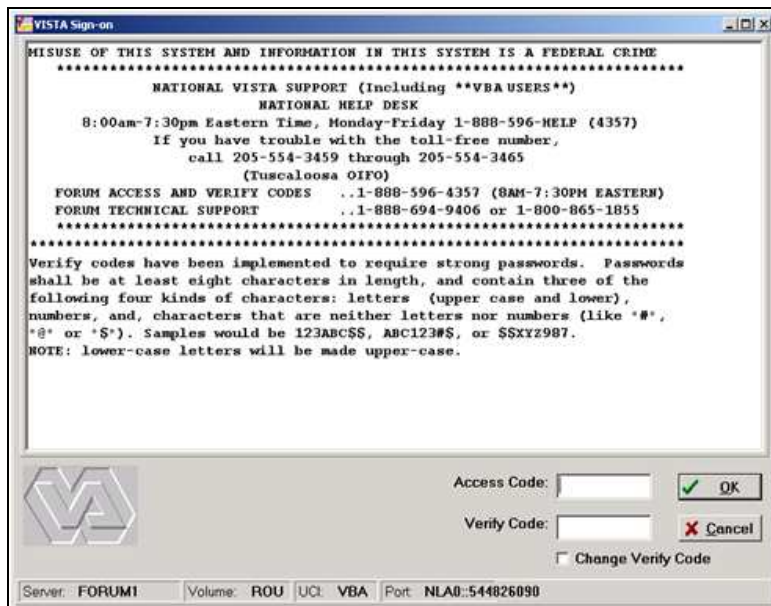 VISTA Sign-on
MISUSE OF THIS SYSTEM AND INFORMATION IN THIS SYSTEM IS A FEDERAL CRIME
***********************************************************************
NATIONAL VISTA SUPPORT (Including **VBA USERS**)
NATIONAL HELP DESK
8:00am-7:30pm Eastern Time, Monday-Friday 1-888-596-HELP (4357)
If you have trouble with the toll-free number,
call 205-554-3459 through 205-554-3465
(Tuscaloosa OIFO)
FORUM ACCESS AND VERIFY CODES ..1-888-596-4357 (8AM-7:30PM EASTERN)
FORUM TECHNICAL SUPPORT ..1-888-694-9406 or 1-800-865-1855
***********************************************************************
**************************************************************************
Verify codes have been implemented to require strong passwords. Passwords
shall be at least eight characters in length, and contain three of the
following four kinds of characters: letters (upper case and lower),
numbers, and, characters that are neither letters nor numbers (like "#",
"@" or "$"). Samples would be 123ABC$$, ABC123#$, or $$XYZ987.
NOTE: lower-case letters will be made upper-case.
Access Code:
OK
Verify Code:
Cancel
Change Verify Code
Server: FORUM1 Volume: ROU UCI: VBA Port: NLA0::544826090